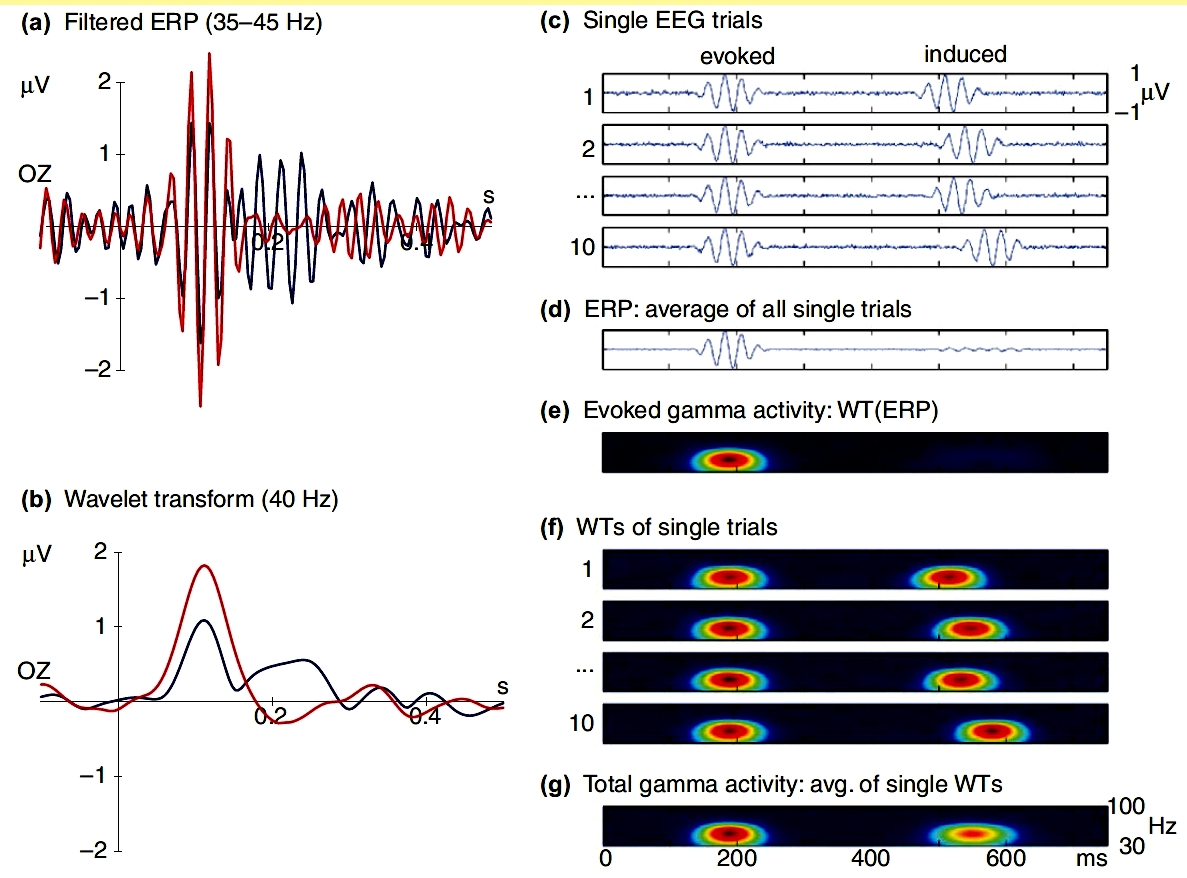 (a) Filtered ERP (35–45 Hz)
μV
2
1
OZ
s
0.2
0.4
−1
−2
(b) Wavelet transform (40 Hz)
μV
2
1
OZ
s
0.2
0.4
−1
−2
(c) Single EEG trials
evoked
induced
1
1
μV
−1
2
...
10
(d) ERP: average of all single trials
(e) Evoked gamma activity: WT(ERP)
(f) WTs of single trials
1
2
...
10
(g) Total gamma activity: avg. of single WTs
100
Hz
30
0 200 400 600 ms